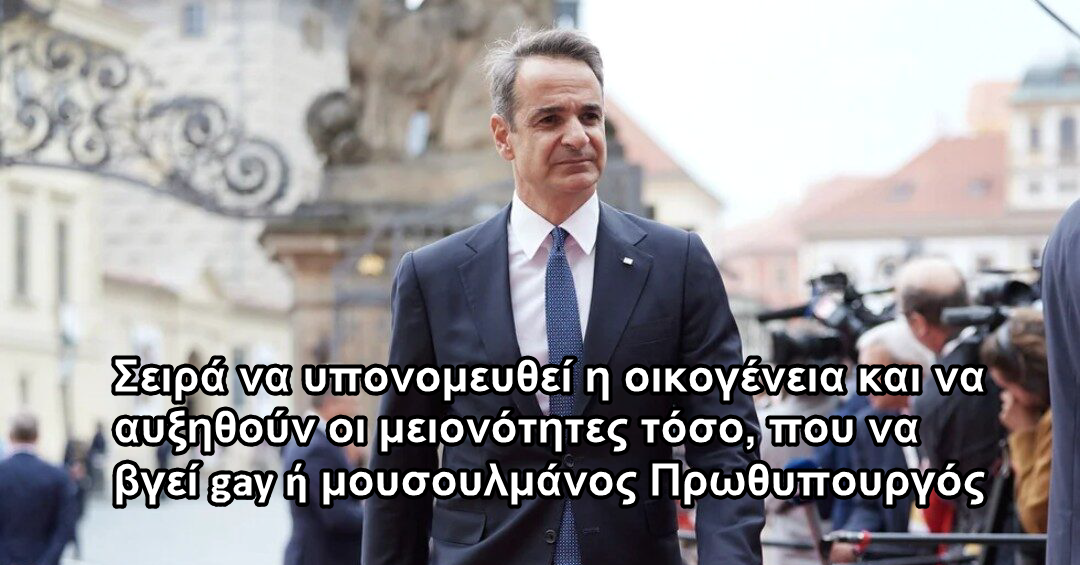 Σειρά να υπονομευθεί η οικογένεια και να
αυξηθούν οι μειονότητες τόσο, που να
βγεί gay ή μουσουλμάνος Πρωθυπουργός